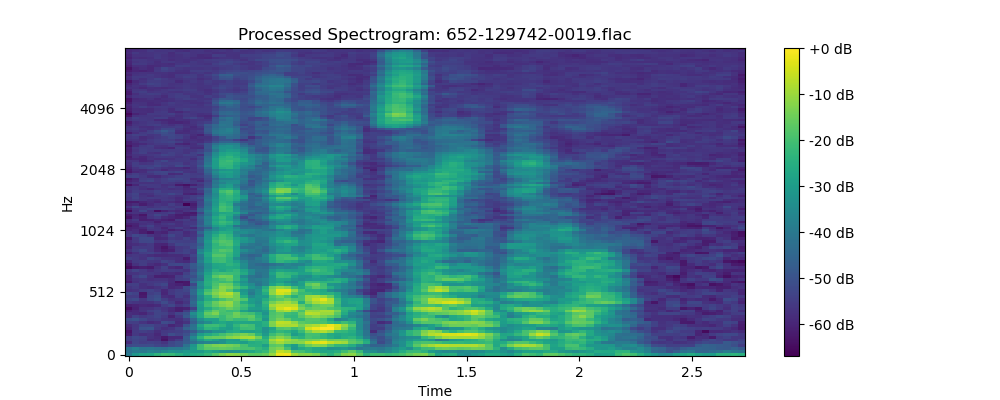 Processed Spectrogram: 652-129742-0019.flac
Hz
4096
2048
1024
512
0
0
0.5
1
1.5
2
2.5
Time
+0 dB
-10 dB
-20 dB
-30 dB
-40 dB
-50 dB
-60 dB